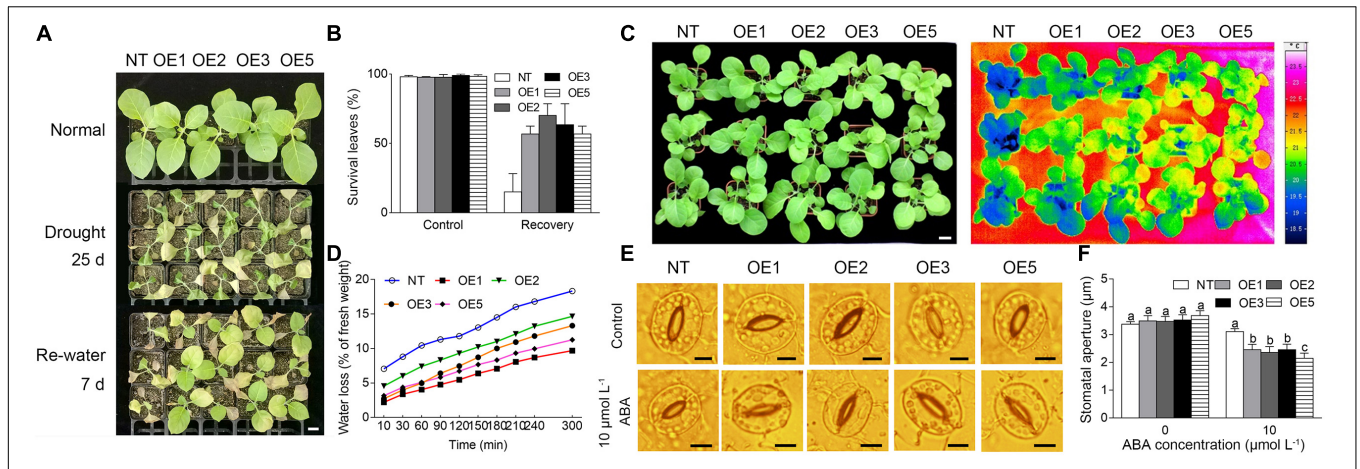 A
NT OE1 OE2 OE3 OE5
Normal
Drought
25 d
Re-water
7 d
B
Survival leaves (%)
100
50
0
NT
OE1
OE2
OE3
OE5
Control
Recovery
C
NT OE1 OE2 OE3 OE5
NT OE1 OE2 OE3 OE5
° C
23.5
23
22.5
22
21.5
21
20.5
20
19.5
19
18.5
D
NT OE1 OE2
OE3 OE5
Water loss (% of fresh weight)
20
15
10
5
0
10 30 60 90 120 150 180 210 240 300
Time (min)
E
NT OE1 OE2 OE3 OE5
Control
10 µmol L-1
ABA
F
Stomatal aperture (µm)
5
4
3
2
1
0
NT OE1 OE2
OE3 OE5
a a a a a
a b b b c
0 10
ABA concentration (µmol L-1)